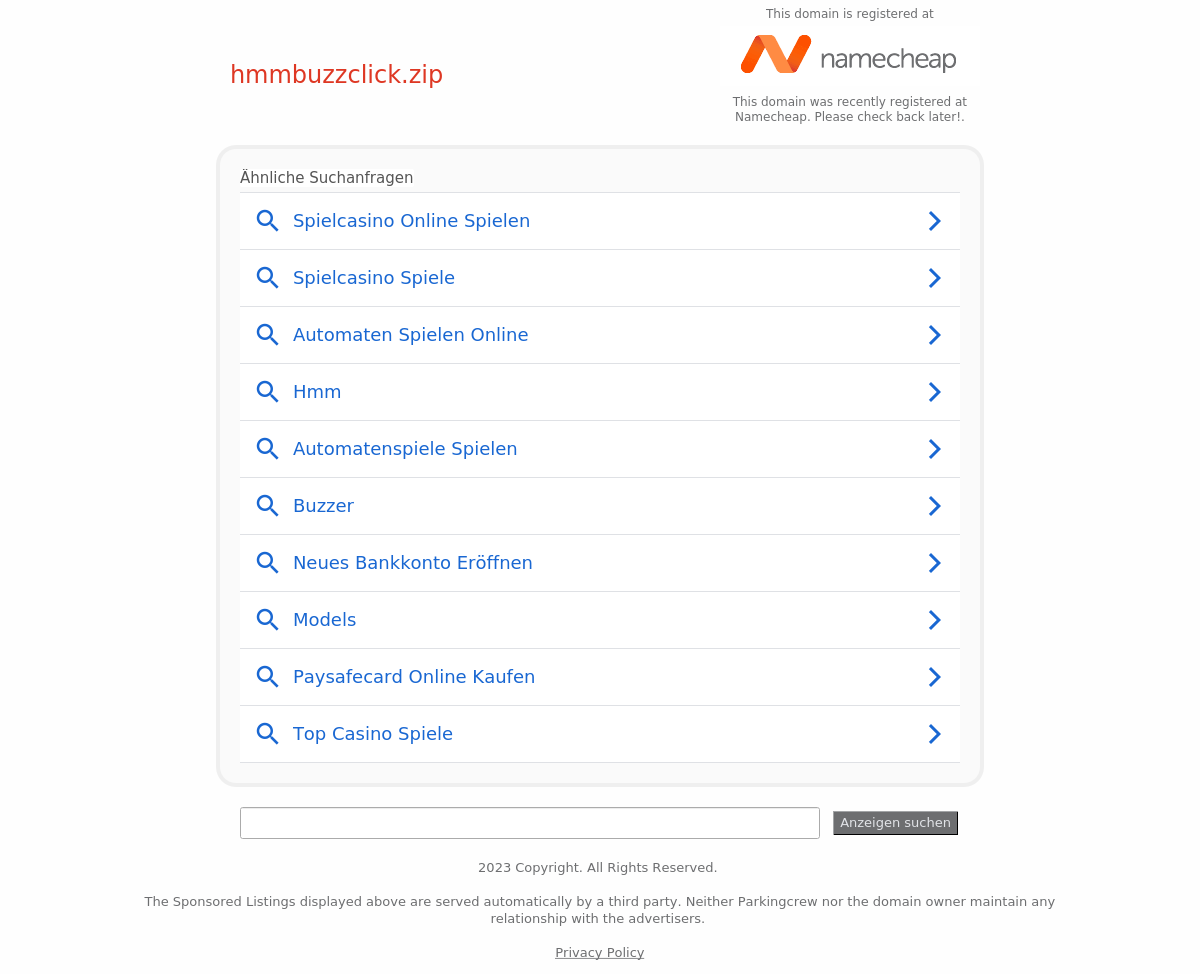 This domain is registered at
namecheap
hmmbuzzclick.zip
This domain was recently registered at
Namecheap. Please check back later!.
Ähnliche Suchanfragen
Spielcasino Online Spielen
Spielcasino Spiele
Automaten Spielen Online
Hmm
Automatenspiele Spielen
Buzzer
Neues Bankkonto Eröffnen
Models
Paysafecard Online Kaufen
Top Casino Spiele
Anzeigen suchen
2023 Copyright. All Rights Reserved.
The Sponsored Listings displayed above are served automatically by a third party. Neither Parkingcrew nor the domain owner maintain any
relationship with the advertisers.
Privacy Policy